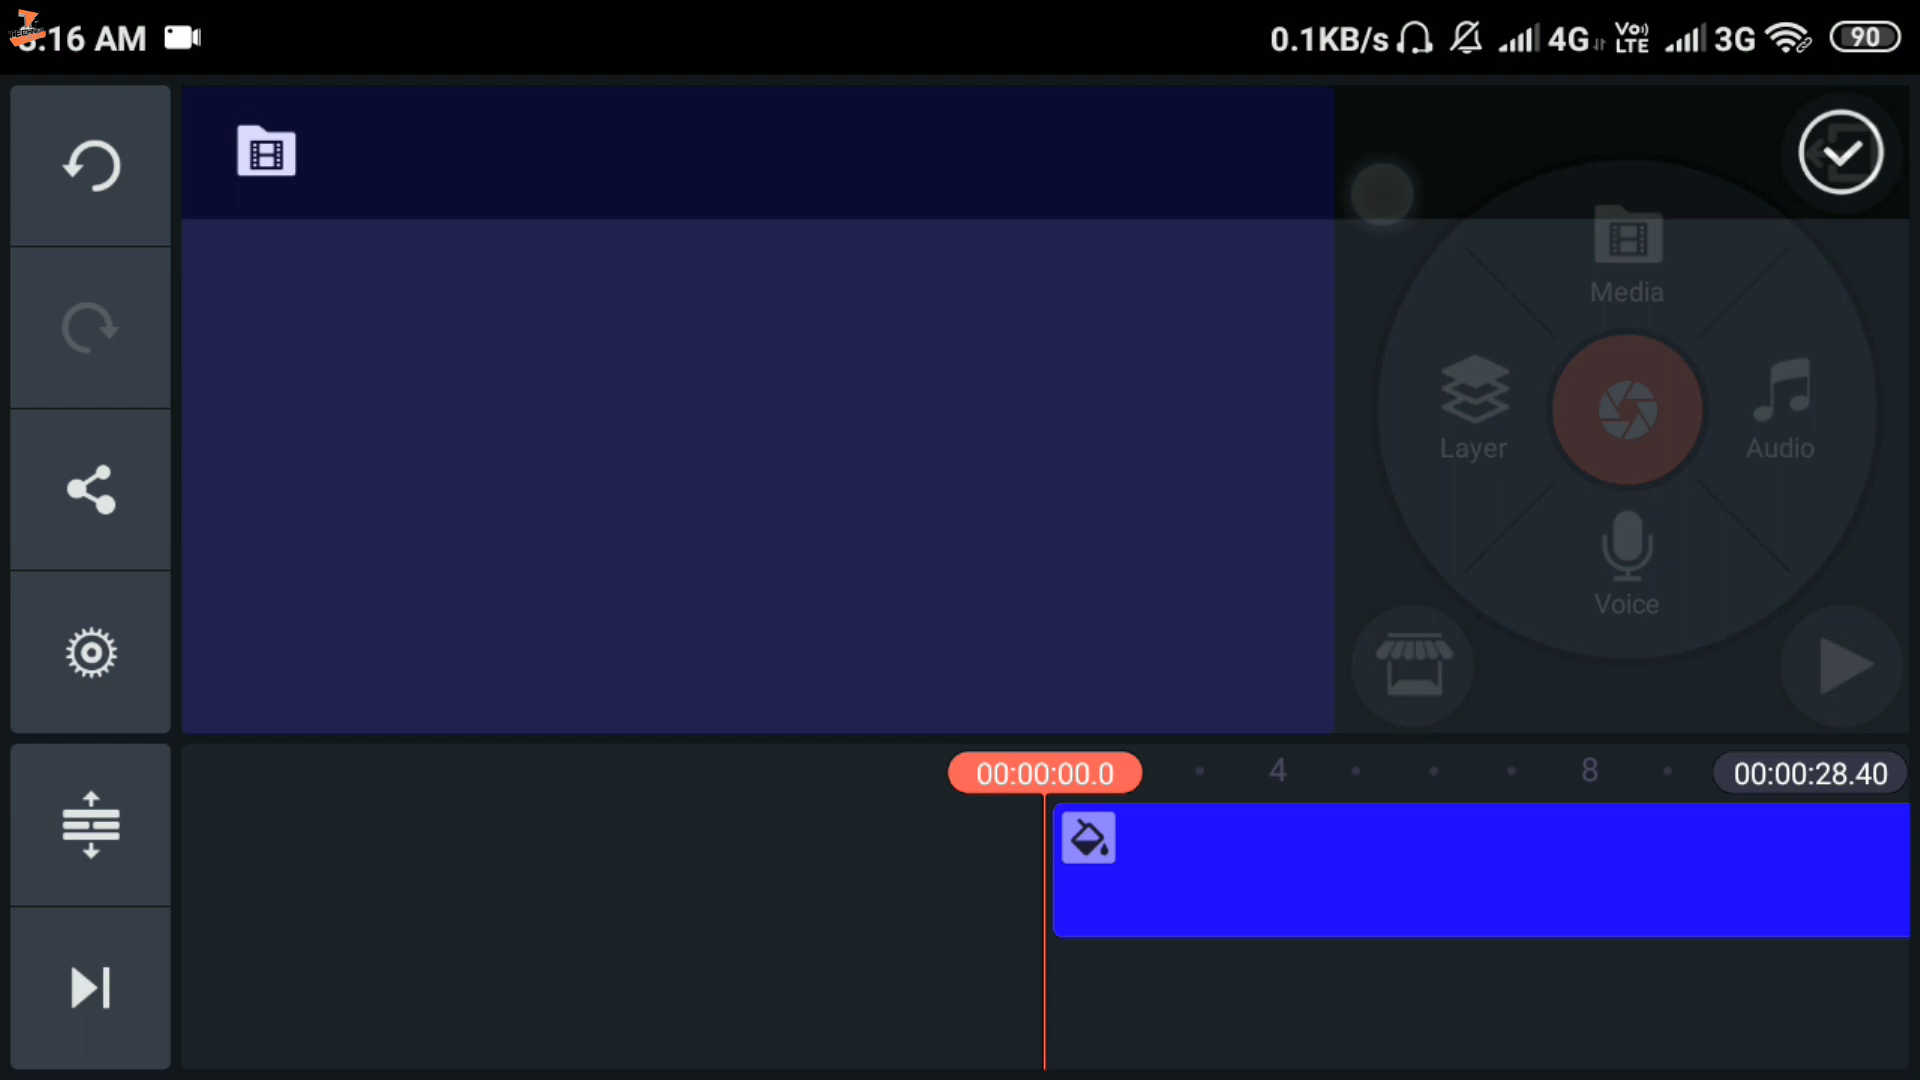 :16 AM 0.1KB/s 4G Vo) LTE 3G 90
Media
Layer
Audio
Voice
00:00:00.0 4 8 00:00:28.40